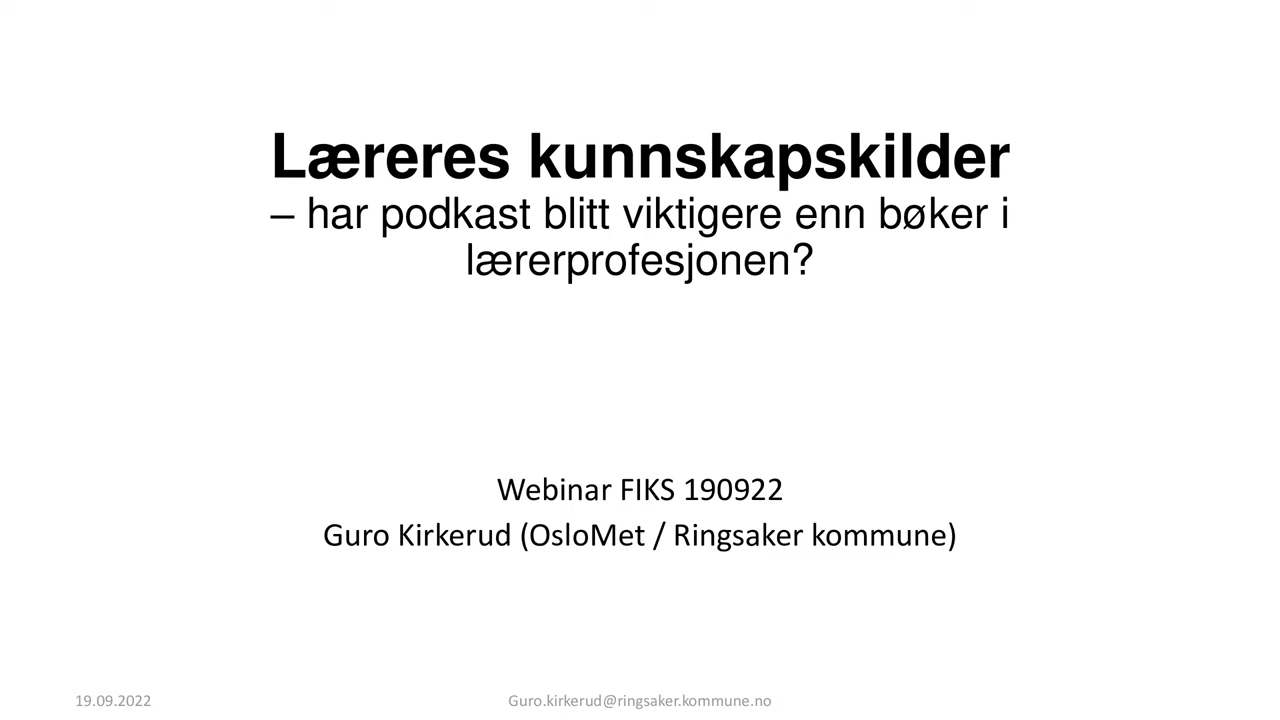 Læreres kunnskapskilder
– har podkast blitt viktigere enn bøker i
lærerprofesjonen?
Webinar FIKS 190922
Guro Kirkerud (OsloMet / Ringsaker kommune)
19.09.2022
Guro.kirkerud@ringsaker.kommune.no